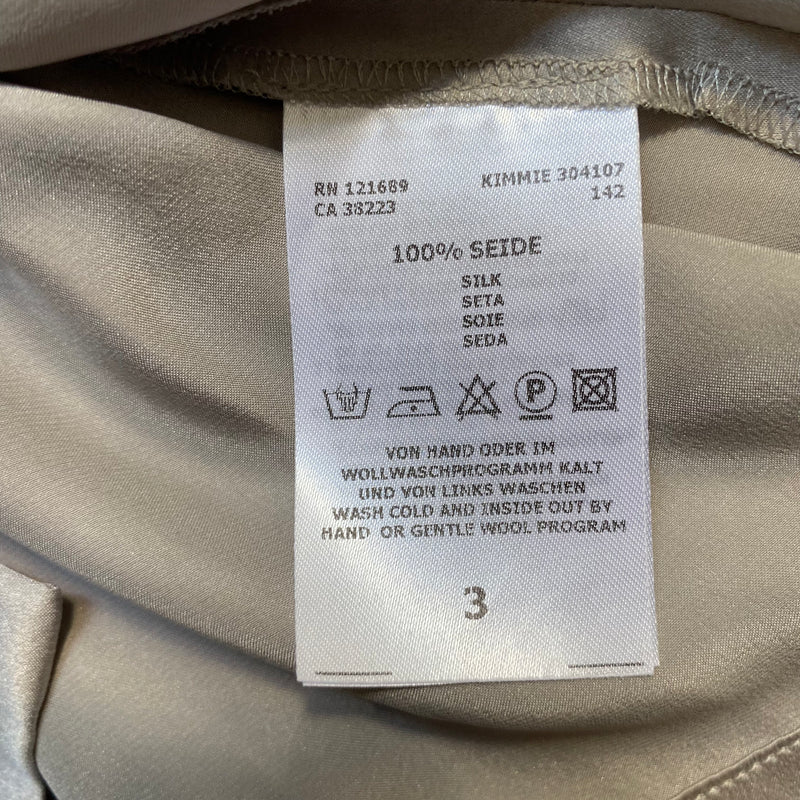 RN 121689
CA 38223
KIMMIE 304107
142
100% SEIDE
SILK
SETA
SOIE
SEDA
P
VON HAND ODER IM
WOLLWASCHPROGRAMM KALT
UND VON LINKS WASCHEN
WASH COLD AND INSIDE OUT BY
HAND OR GENTLE WOOL PROGRAM
3